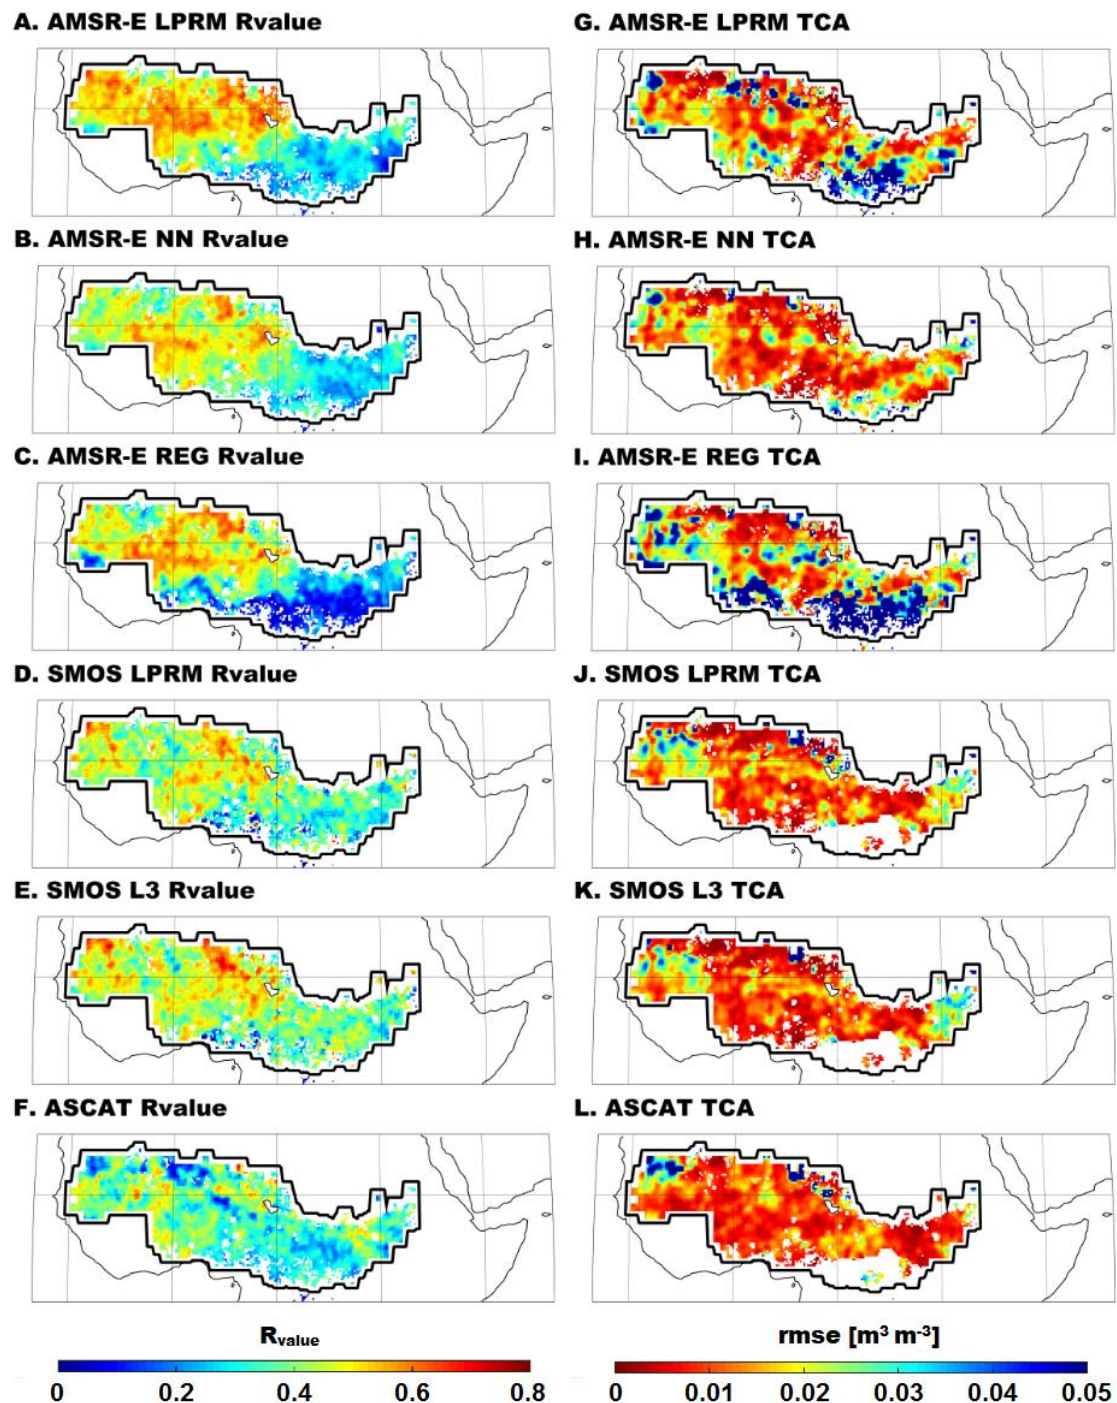 A. AMSR-E LPRM Rvalue
G. AMSR-E LPRM TCA
B. AMSR-E NN Rvalue
H. AMSR-E NN TCA
C. AMSR-E REG Rvalue
I. AMSR-E REG TCA
D. SMOS LPRM Rvalue
J. SMOS LPRM TCA
E. SMOS L3 Rvalue
K. SMOS L3 TCA
F. ASCAT Rvalue
L. ASCAT TCA
Rvalue
rmse [m³ m⁻³]
0 0.2 0.4 0.6 0.8
0 0.01 0.02 0.03 0.04 0.05